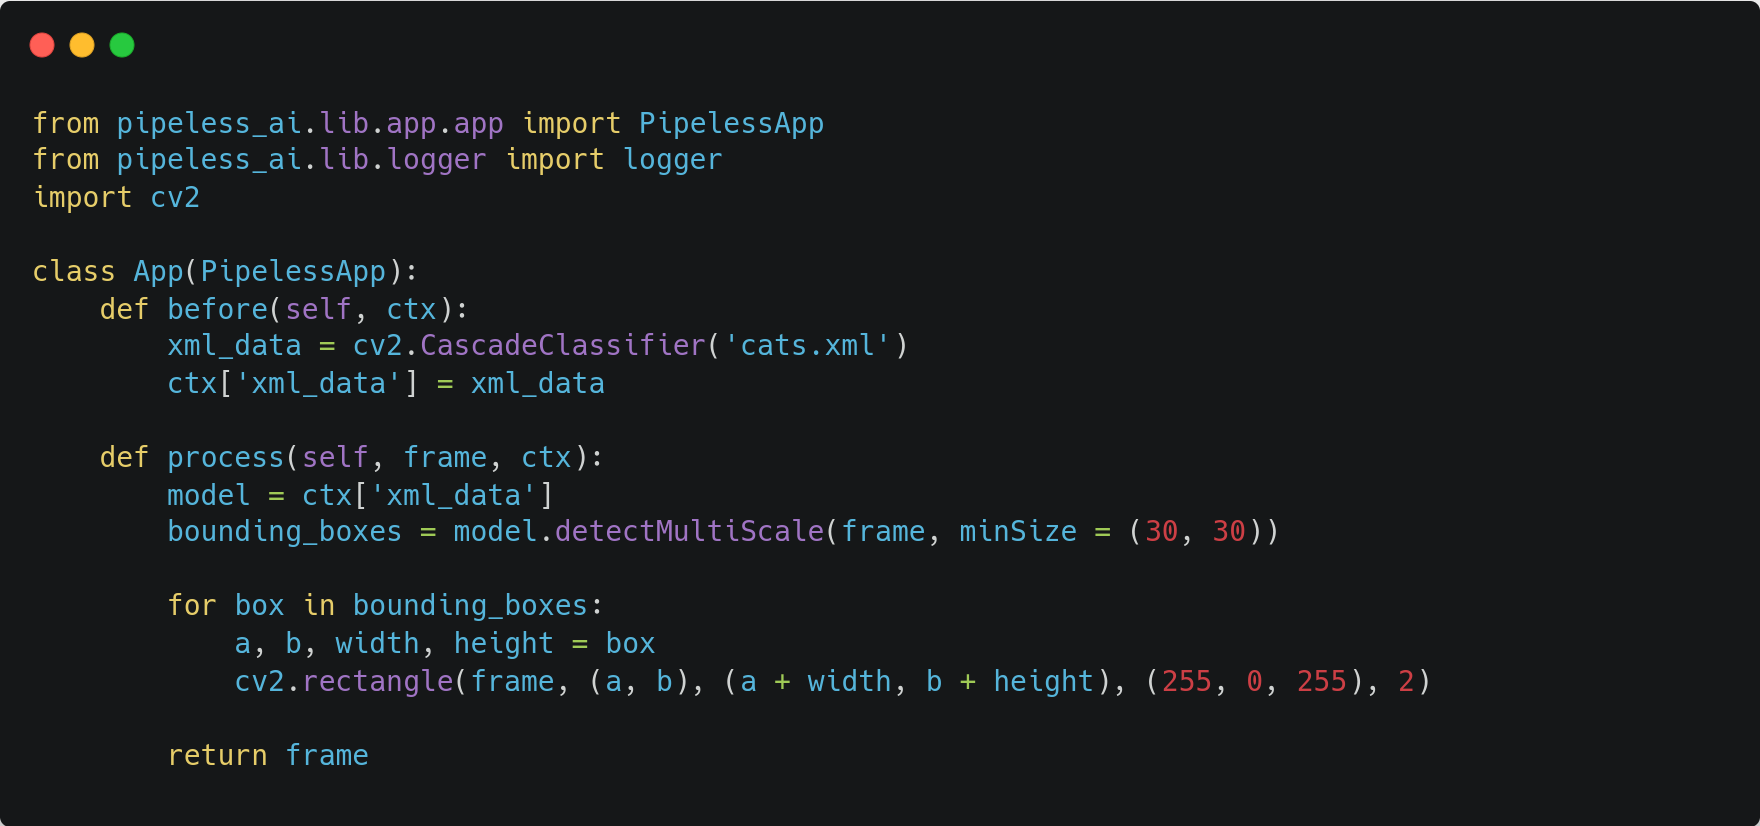 from pipeless_ai.lib.app.app import PipelessApp
from pipeless_ai.lib.logger import logger
import cv2

class App(PipelessApp):
    def before(self, ctx):
        xml_data = cv2.CascadeClassifier('cats.xml')
        ctx['xml_data'] = xml_data

    def process(self, frame, ctx):
        model = ctx['xml_data']
        bounding_boxes = model.detectMultiScale(frame, minSize = (30, 30))

        for box in bounding_boxes:
            a, b, width, height = box
            cv2.rectangle(frame, (a, b), (a + width, b + height), (255, 0, 255), 2)

        return frame